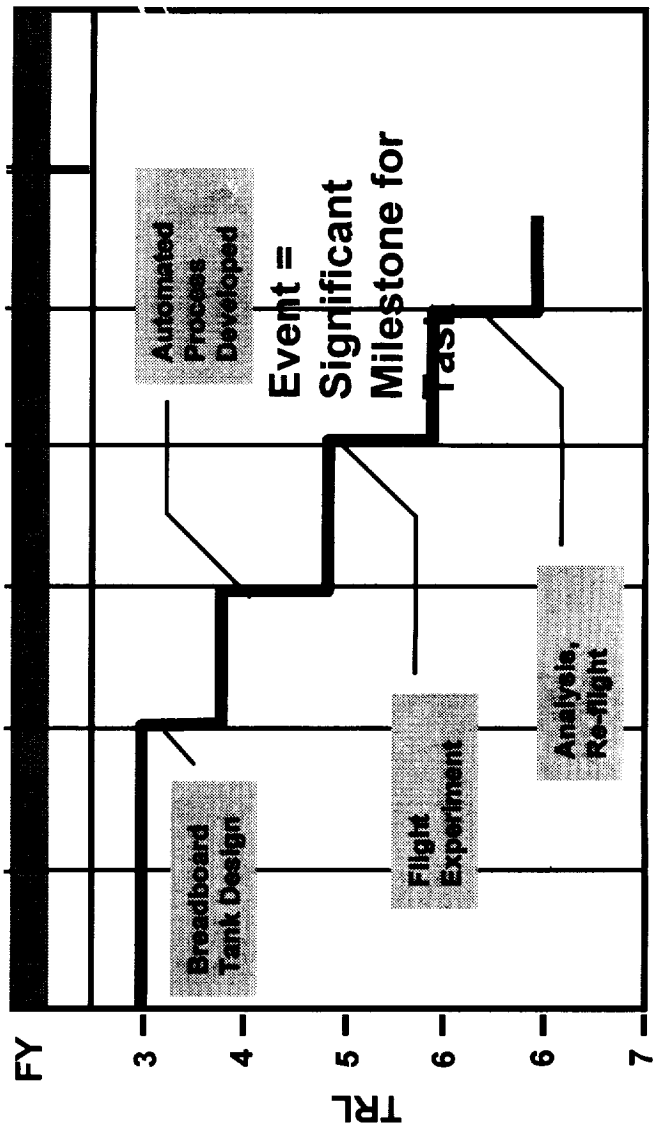 FY
TRL
3
4
5
6
6
7
Breadboard
Tank Design
Automated
Process
Developed
Event =
Significant
Milestone for
Flight
Experiment
Analysis,
Re-flight